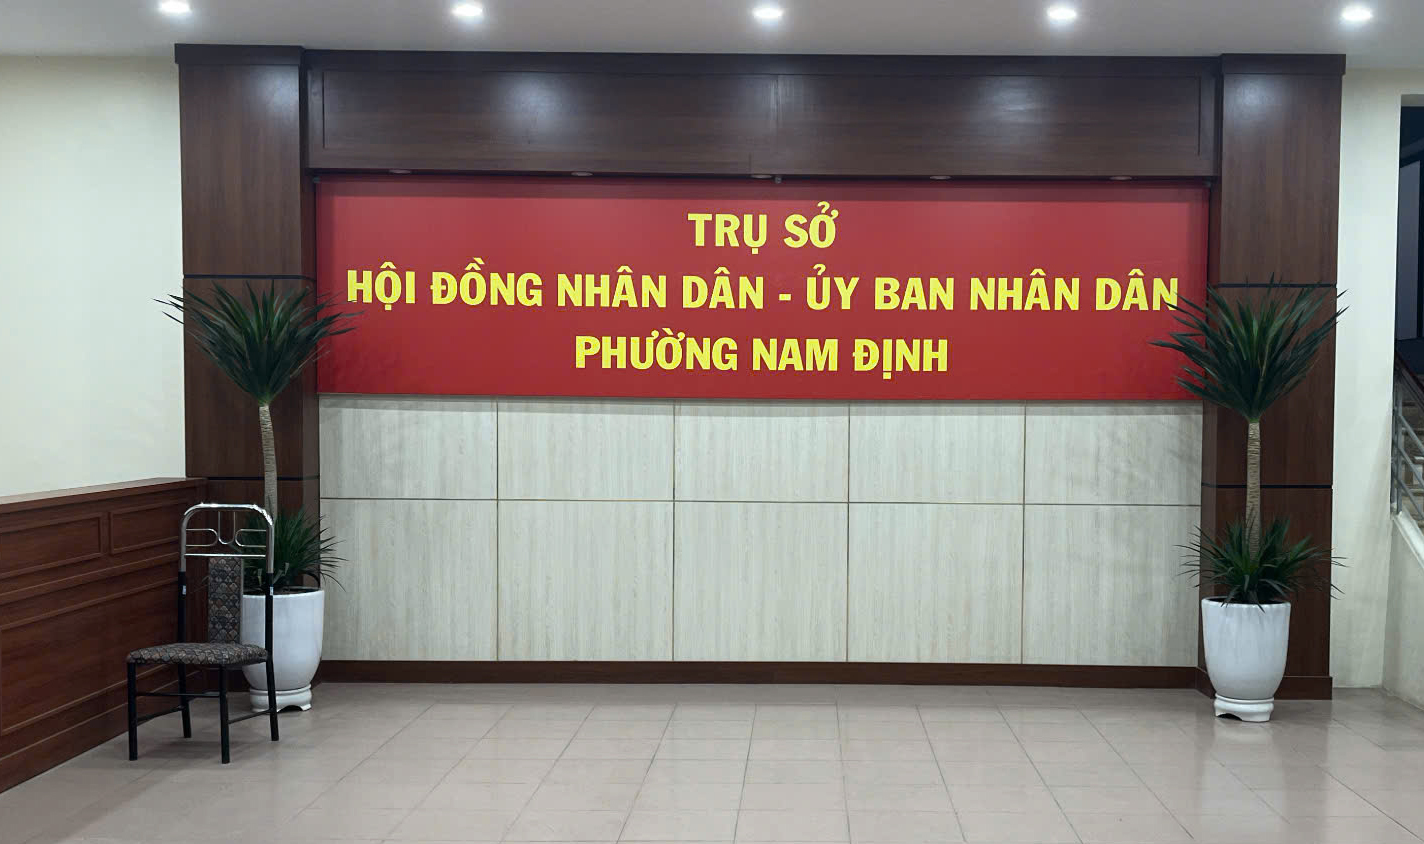 TRỤ SỞ
HỘI ĐỒNG NHÂN DÂN - ỦY BAN NHÂN DÂN
PHƯỜNG NAM ĐỊNH